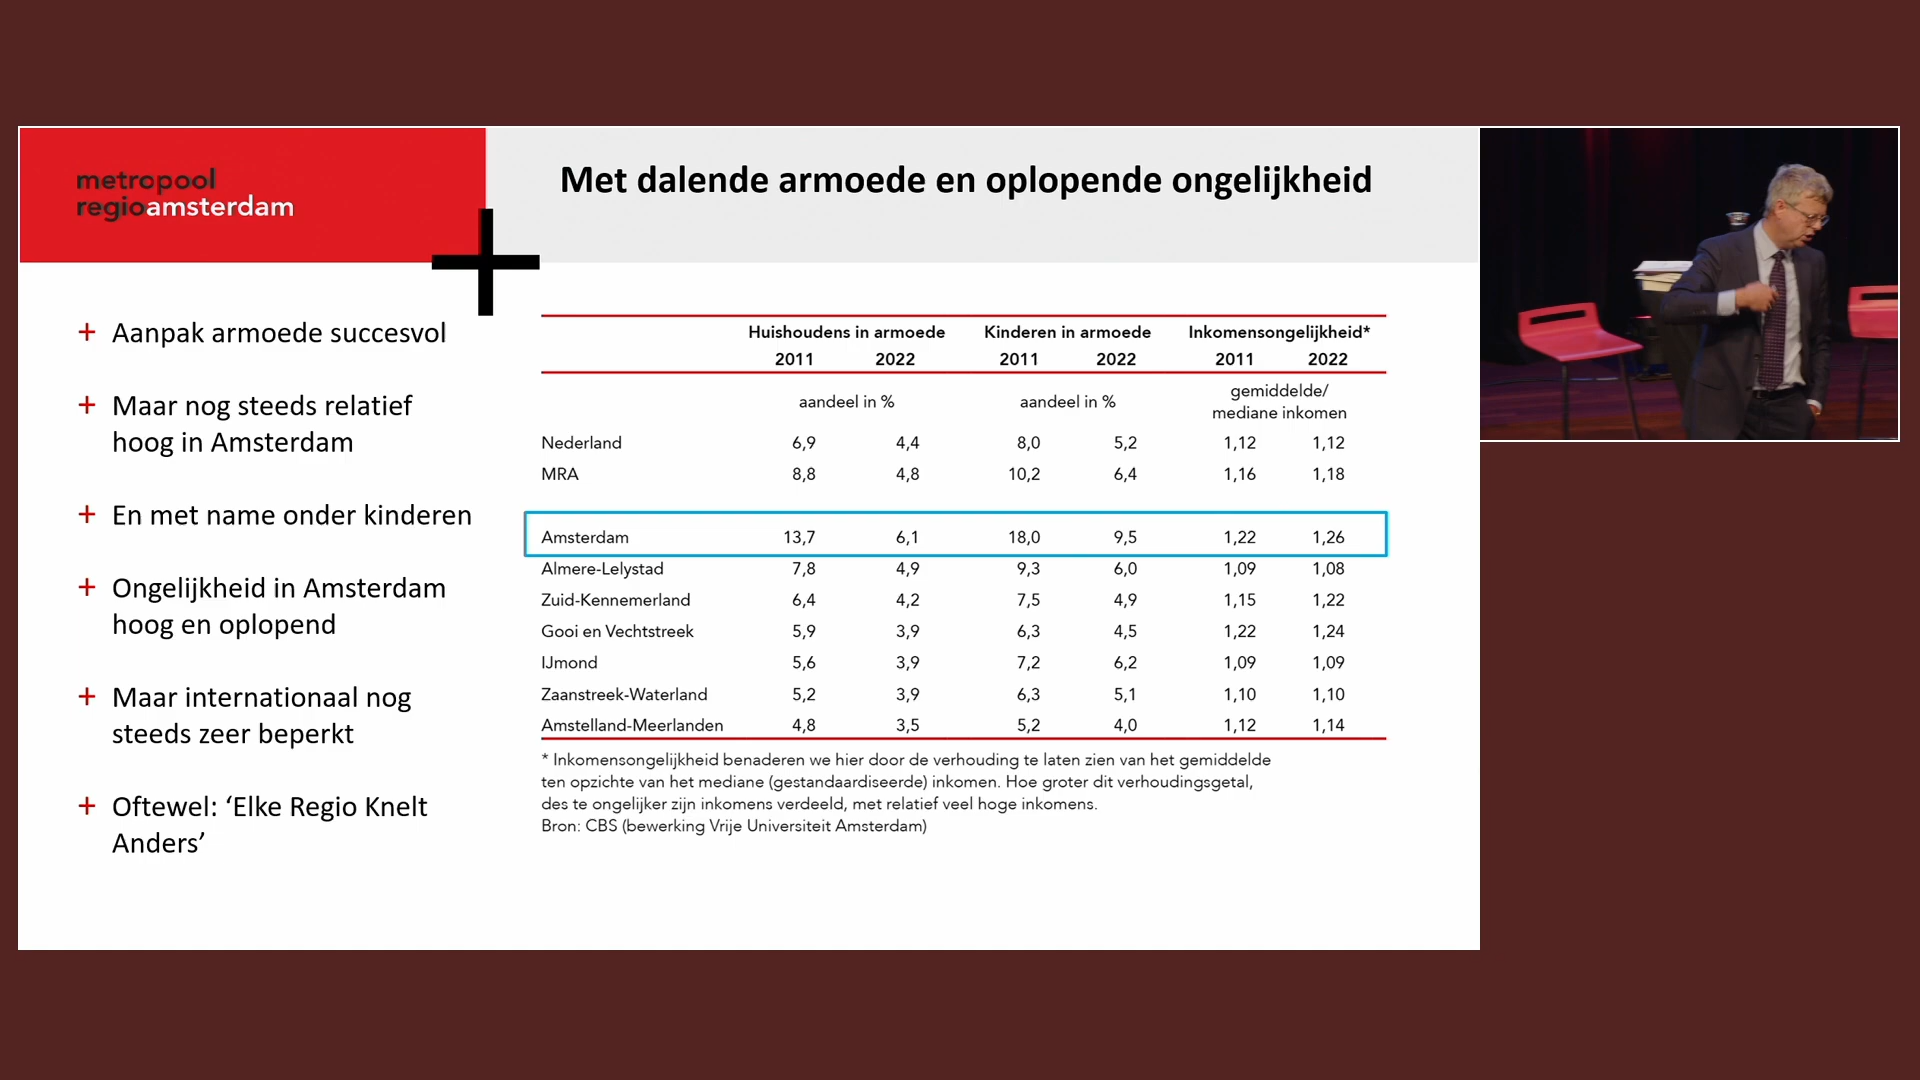 metropool
regioamsterdam
Met dalende armoede en oplopende ongelijkheid
+ Aanpak armoede succesvol
+ Maar nog steeds relatief
hoog in Amsterdam
+ En met name onder kinderen
+ Ongelijkheid in Amsterdam
hoog en oplopend
+ Maar internationaal nog
steeds zeer beperkt
+ Oftewel: ‘Elke Regio Knelt
Anders’
Huishoudens in armoede Kinderen in armoede Inkomensongelijkheid*
2011 2022 2011 2022 2011 2022
aandeel in % aandeel in % gemiddelde/
mediane inkomen
Nederland 6,9 4,4 8,0 5,2 1,12 1,12
MRA 8,8 4,8 10,2 6,4 1,16 1,18
Amsterdam 13,7 6,1 18,0 9,5 1,22 1,26
Almere-Lelystad 7,8 4,9 9,3 6,0 1,09 1,08
Zuid-Kennemerland 6,4 4,2 7,5 4,9 1,15 1,22
Gooi en Vechtstreek 5,9 3,9 6,3 4,5 1,22 1,24
IJmond 5,6 3,9 7,2 6,2 1,09 1,09
Zaanstreek-Waterland 5,2 3,9 6,3 5,1 1,10 1,10
Amstelland-Meerlanden 4,8 3,5 5,2 4,0 1,12 1,14
* Inkomensongelijkheid benaderen we hier door de verhouding te laten zien van het gemiddelde
ten opzichte van het mediane (gestandaardiseerde) inkomen. Hoe groter dit verhoudingsgetal,
des te ongelijker zijn inkomens verdeeld, met relatief veel hoge inkomens.
Bron: CBS (bewerking Vrije Universiteit Amsterdam)